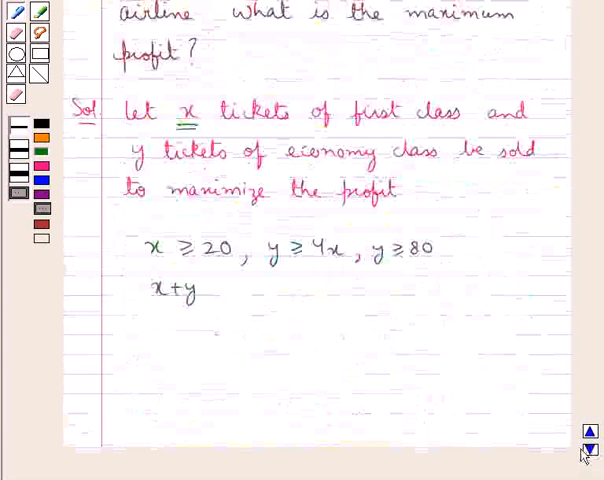 airline what is the maximum
profit?
Sol. let x tickets of first class and
y tickets of economy class be sold
to maximize the profit
x ≥ 20, y ≥ 4x, y ≥ 80
x+y